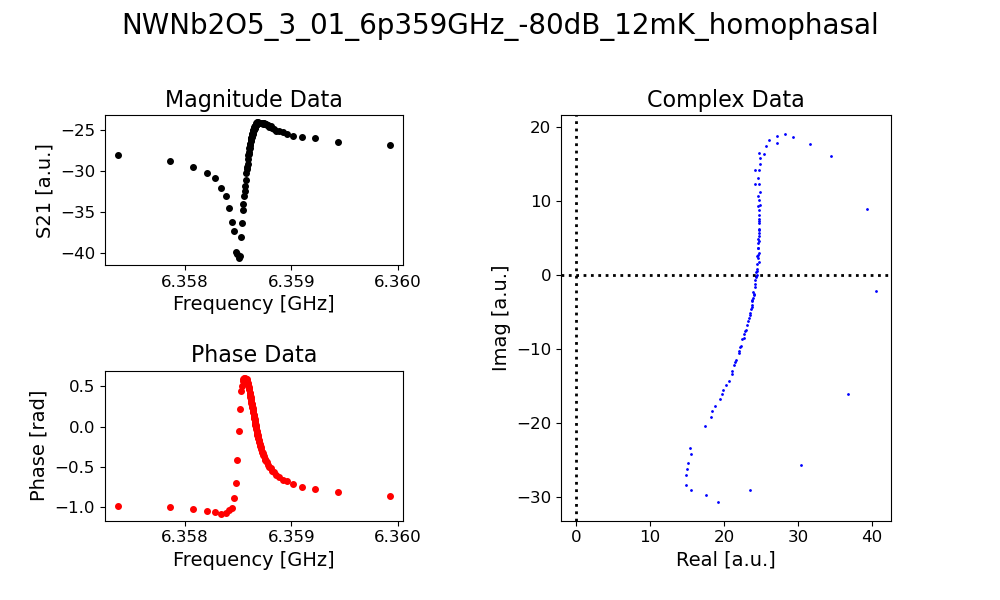 NWNb2O5_3_01_6p359GHz_-80dB_12mK_homophasal
Magnitude Data
S21 [a.u.]
−25
−30
−35
−40
6.358 6.359 6.360
Frequency [GHz]
Phase Data
Phase [rad]
0.5
0.0
−0.5
−1.0
6.358 6.359 6.360
Frequency [GHz]
Complex Data
Imag [a.u.]
20
10
0
−10
−20
−30
0 10 20 30 40
Real [a.u.]